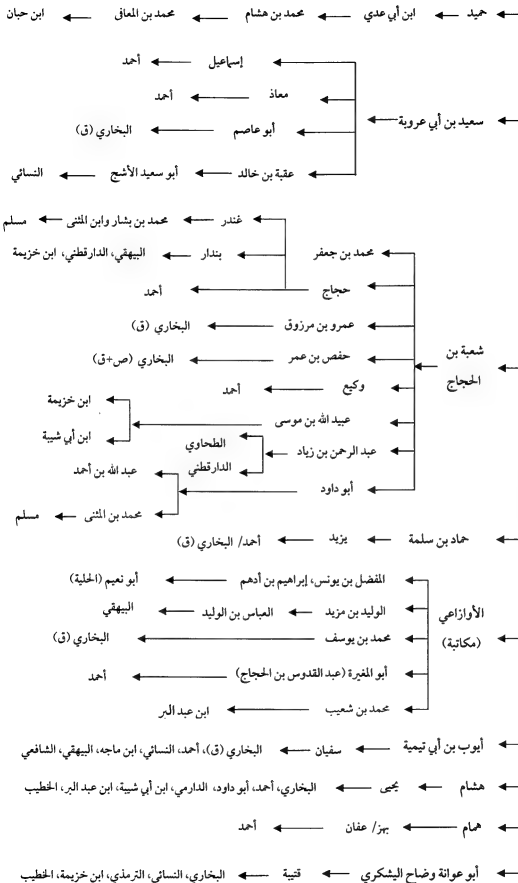 حميد ابن أبي عدي محمد بن هشام محمد بن المعافى ابن حبان
إسماعيل أحمد
معاذ أحمد
سعيد بن أبي عروبة
أبو عاصم البخاري (ق)
عقبة بن خالد أبو سعيد الأشج النسائي
غندر محمد بن بشار وابن المثنى مسلم
محمد بن جعفر بندار البيهقي، الدارقطني، ابن خزيمة
حجاج أحمد
عمرو بن مرزوق البخاري (ق)
شعبة بن
حفص بن عمر البخاري (ص+ق)
الحجاج
وكيع أحمد
ابن خزيمة
عبيد الله بن موسى
ابن أبي شيبة
الطحاوي
عبد الرحمن بن زياد
الدارقطني
عبد الله بن أحمد
أبو داود
محمد بن المثنى مسلم
حماد بن سلمة يزيد أحمد/ البخاري (ق)
المفضل بن يونس، إبراهيم بن أدهم أبو نعيم (الحلية)
الأوازاعي الوليد بن مزيد العباس بن الوليد البيهقي
(مكاتبة) محمد بن يوسف البخاري (ق)
أبو المغيرة (عبد القدوس بن الحجاج) أحمد
محمد بن شعيب ابن عبد البر
أيوب بن أبي تيمية سفيان البخاري (ق)، أحمد، النسائي، ابن ماجه، البيهقي، الشافعي
هشام يحيى البخاري، أحمد، أبو داود، الدارمي، ابن أبي شيبة، ابن عبد البر، الخطيب
همام بهز/ عفان أحمد
أبو عوانة وضاح اليشكري قتيبة البخاري، النسائي، الترمذي، ابن خزيمة، الخطيب